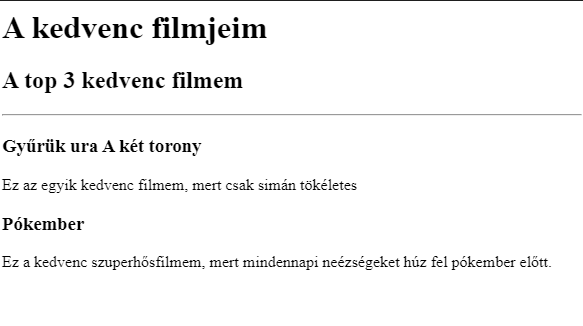 A kedvenc filmjeim
A top 3 kedvenc filmem
Gyűrük ura A két torony
Ez az egyik kedvenc filmem, mert csak simán tökéletes
Pókember
Ez a kedvenc szuperhősfilmem, mert mindennapi neézségeket húz fel pókember előtt.